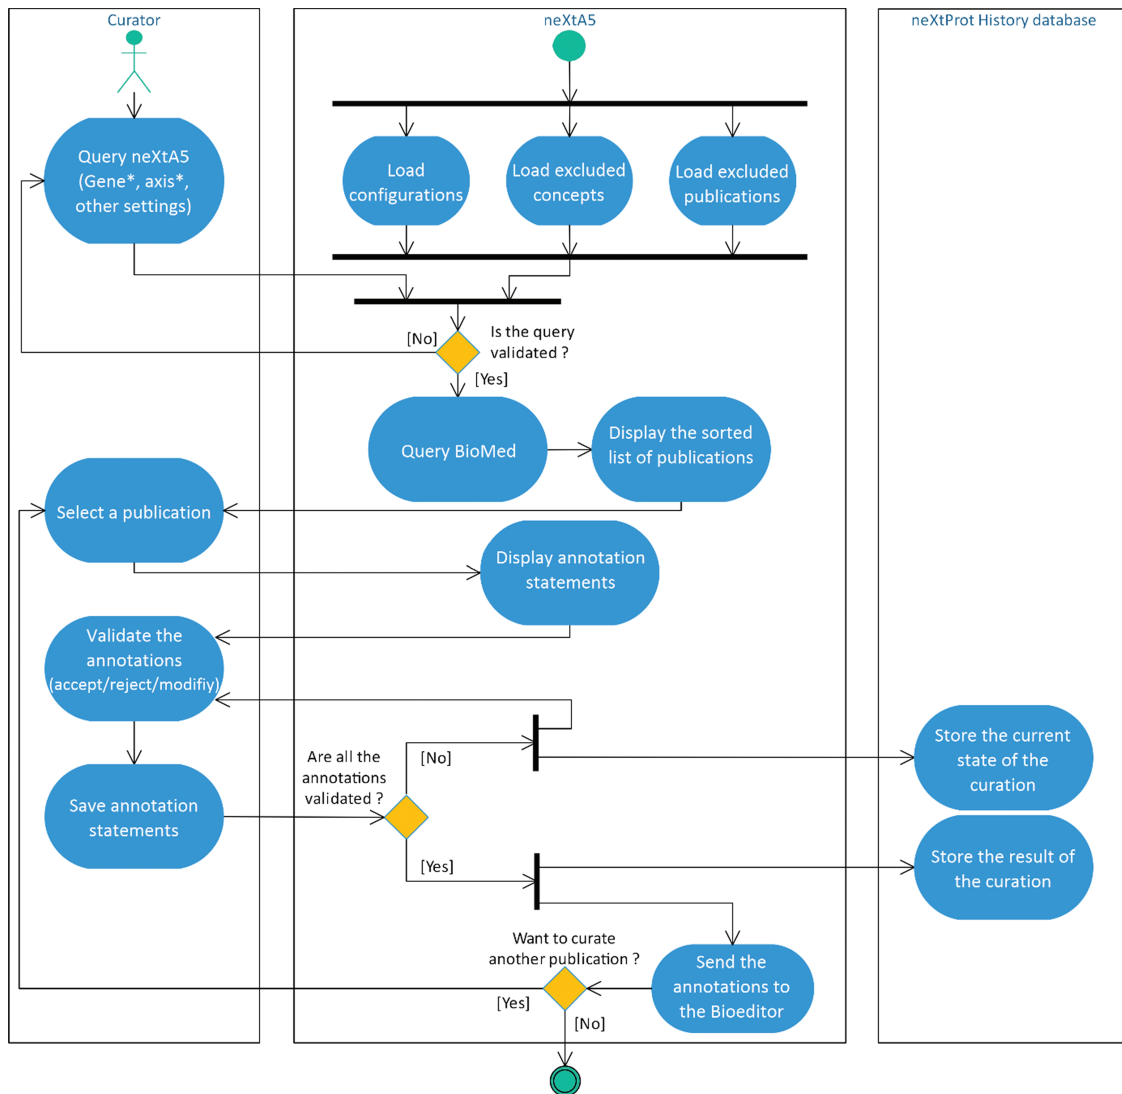 Curator
neXtA5
neXtProt History database
Query neXtA5
(Gene*, axis*,
other settings)
Load
configurations
Load excluded
concepts
Load excluded
publications
[No]
Is the query
validated ?
[Yes]
Query BioMed
Display the sorted
list of publications
Select a publication
Display annotation
statements
Validate the
annotations
(accept/reject/modifiy)
Save annotation
statements
Are all the
annotations
validated ?
[No]
Store the current
state of the
curation
[Yes]
Store the result of
the curation
Want to curate
another publication ?
Send the
annotations to
the Bioeditor
[Yes]
[No]